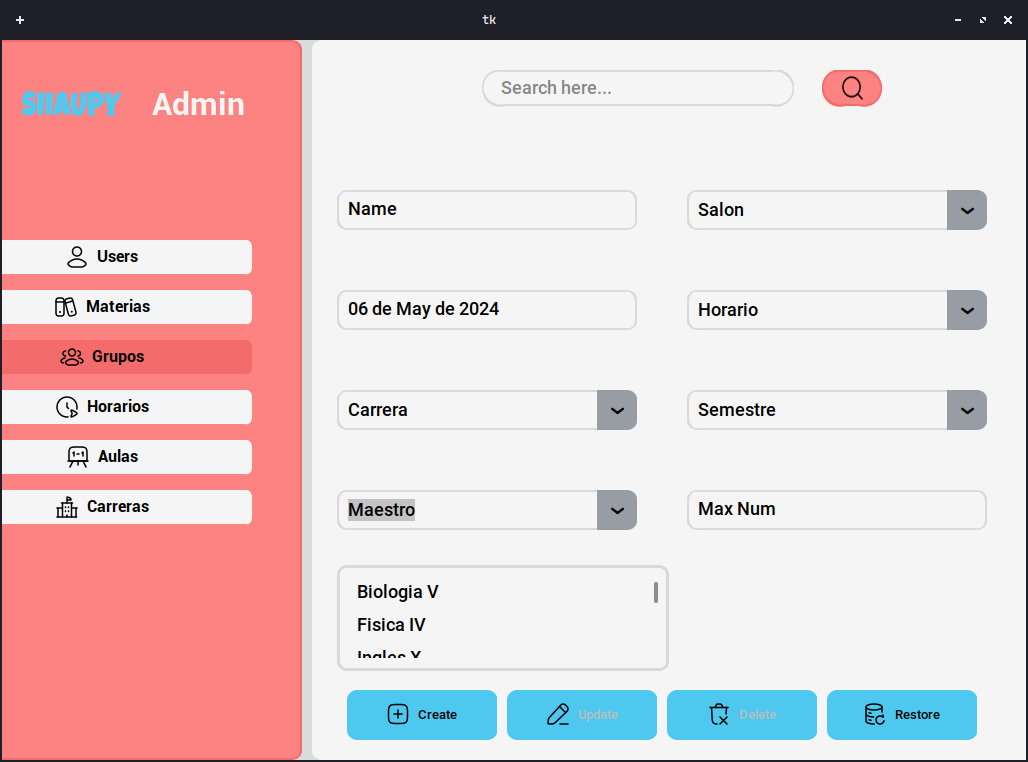 tk
SIIAUPY Admin
Search here...
Users
Materias
Grupos
Horarios
Aulas
Carreras
Name
Salon
06 de May de 2024
Horario
Carrera
Semestre
Maestro
Max Num
Biologia V
Fisica IV
Ingles X
Create
Update
Delete
Restore